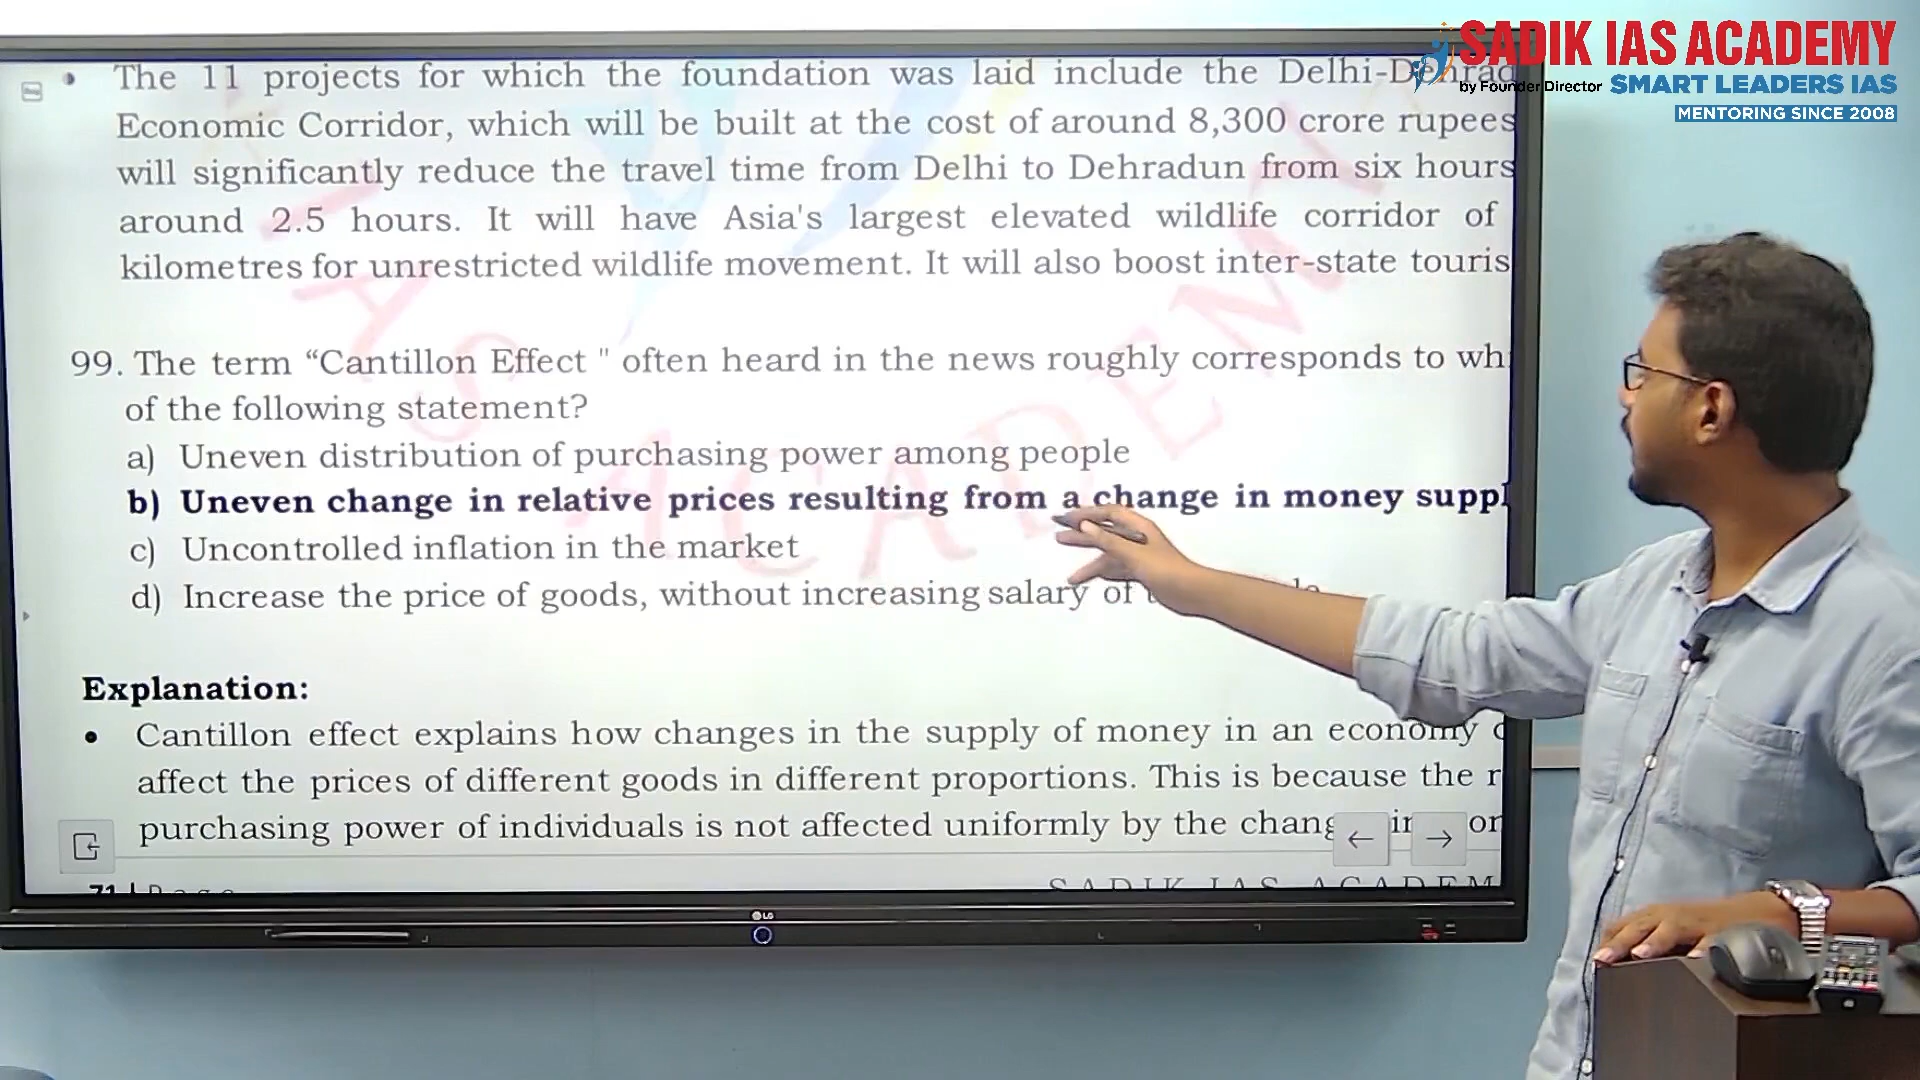 SADIK IAS ACADEMY
by Founder Director SMART LEADERS IAS
MENTORING SINCE 2008
• The 11 projects for which the foundation was laid include the
Economic Corridor, which will be built at the cost of around 8,300 crore rupees
will significantly reduce the travel time from Delhi to Dehradun from six hours
around 2.5 hours. It will have Asia's largest elevated wildlife corridor of
kilometres for unrestricted wildlife movement. It will also boost inter-state
99. The term “Cantillon Effect " often heard in the news roughly corresponds to
of the following statement?
a) Uneven distribution of purchasing power among people
b) Uneven change in relative prices resulting from a change in money
c) Uncontrolled inflation in the market
d) Increase the price of goods, without increasing salary of
Explanation:
• Cantillon effect explains how changes in the supply of money in an economy
affect the prices of different goods in different proportions. This is because the
purchasing power of individuals is not affected uniformly by the
LG
IAS ACADEMY